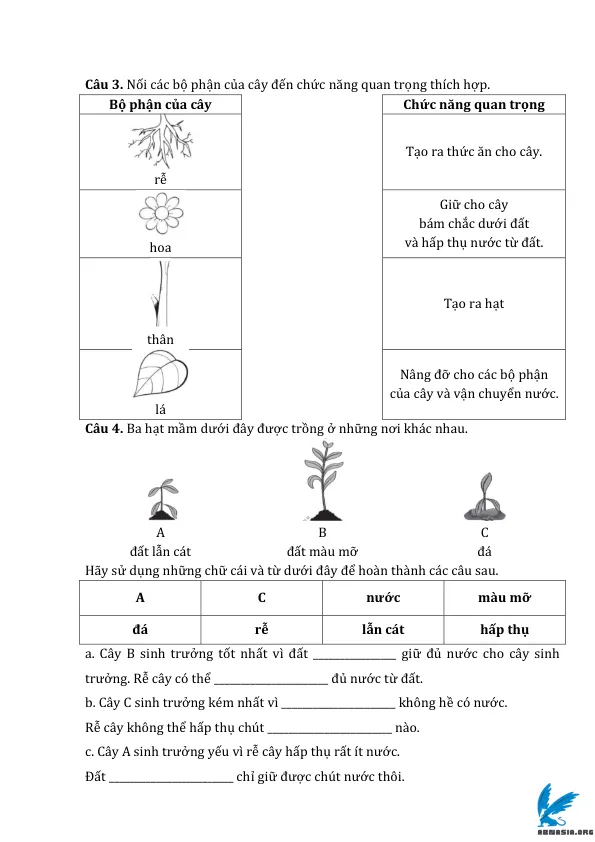 Câu 3. Nối các bộ phận của cây đến chức năng quan trọng thích hợp.
Bộ phận của cây
Chức năng quan trọng
rễ
Tạo ra thức ăn cho cây.
hoa
Giữ cho cây
bám chắc dưới đất
và hấp thụ nước từ đất.
thân
Tạo ra hạt
lá
Nâng đỡ cho các bộ phận
của cây và vận chuyển nước.
Câu 4. Ba hạt mầm dưới đây được trồng ở những nơi khác nhau.
A B C
đất lẫn cát đất màu mỡ đá
Hãy sử dụng những chữ cái và từ dưới đây để hoàn thành các câu sau.
A C nước màu mỡ
đá rễ lẫn cát hấp thụ
a. Cây B sinh trưởng tốt nhất vì đất ________________ giữ đủ nước cho cây sinh
trưởng. Rễ cây có thể ______________________ đủ nước từ đất.
b. Cây C sinh trưởng kém nhất vì ______________________ không hề có nước.
Rễ cây không thể hấp thụ chút ________________________ nào.
c. Cây A sinh trưởng yếu vì rễ cây hấp thụ rất ít nước.
Đất ________________________ chỉ giữ được chút nước thôi.
ABNASIA.ORG